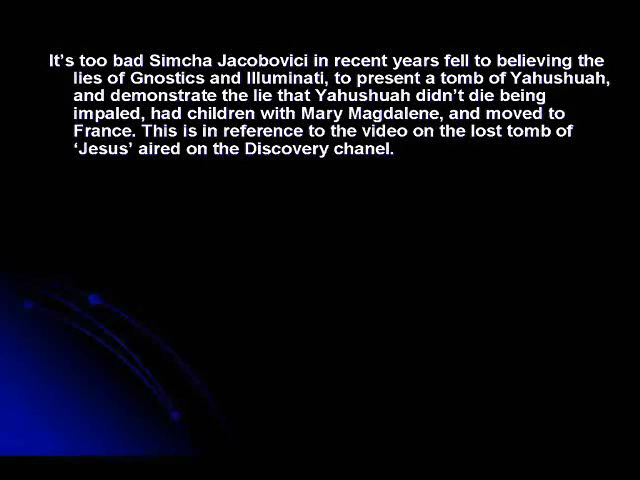 It's too bad Simcha Jacobovici in recent years fell to believing the
lies of Gnostics and Illuminati, to present a tomb of Yahushuah,
and demonstrate the lie that Yahushuah didn't die being
impaled, had children with Mary Magdalene, and moved to
France. This is in reference to the video on the lost tomb of
‘Jesus’ aired on the Discovery chanel.